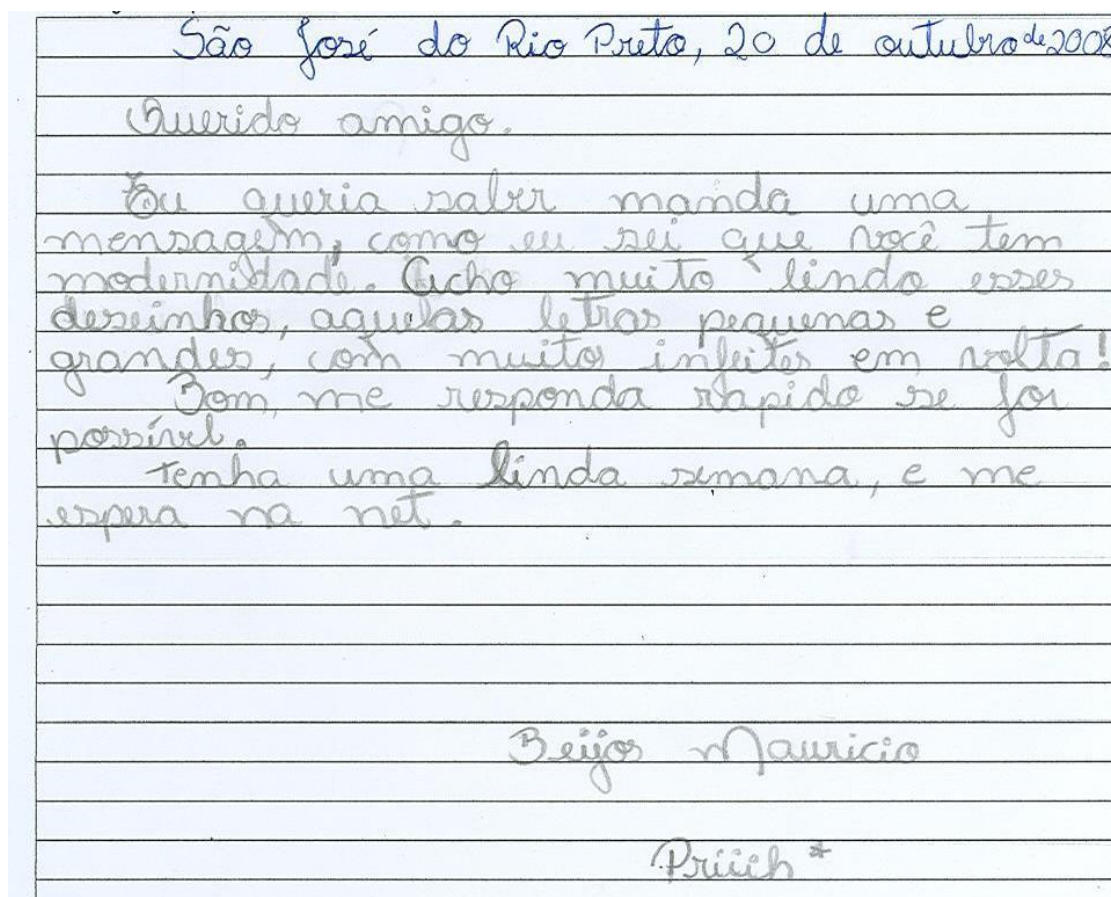 São José do Rio Preto, 20 de outubro de 2008
Querido amigo.
Eu queria saber manda uma
mensagem, como eu sei que você tem
modernidade. Acho muito lindo esses
deseinhos, aquelas letras pequenas e
grandes, com muitos infeites em volta!
Bom, me responda rápido se for
possível.
Tenha uma linda semana, e me
espera na net.
Beijos Mauricio
Priiih*